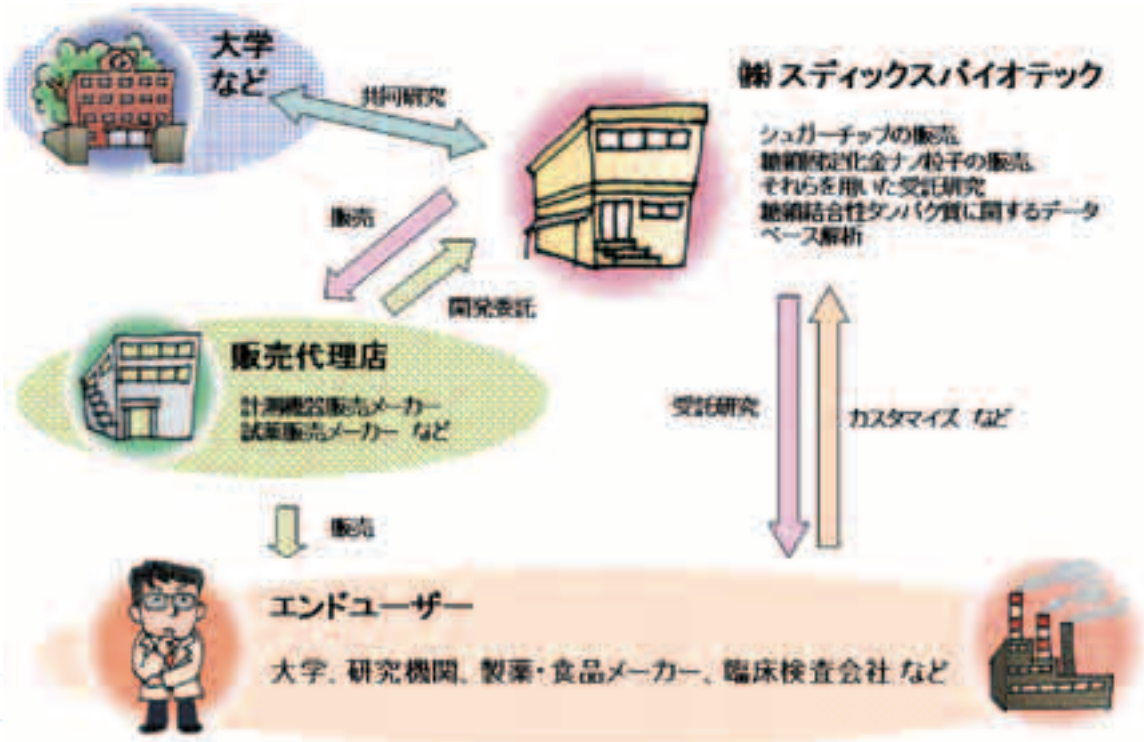 大学
など
共同研究
㈱スディックスバイオテック
シュガーチップの販売
糖鎖固定化金ナノ粒子の販売
それらを用いた受託研究
糖鎖結合性タンパク質に関するデータ
ベース解析
販売
開発委託
販売代理店
計測機器販売メーカー
試薬販売メーカー など
受託研究
カスタマイズ など
販売
エンドユーザー
大学、研究機関、製薬・食品メーカー、臨床検査会社 など